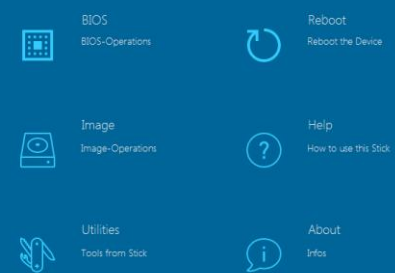 BIOS
BIOS-Operations
Reboot
Reboot the Device
Image
Image-Operations
Help
How to use this Stick
Utilities
Tools from Stick
About
Infos